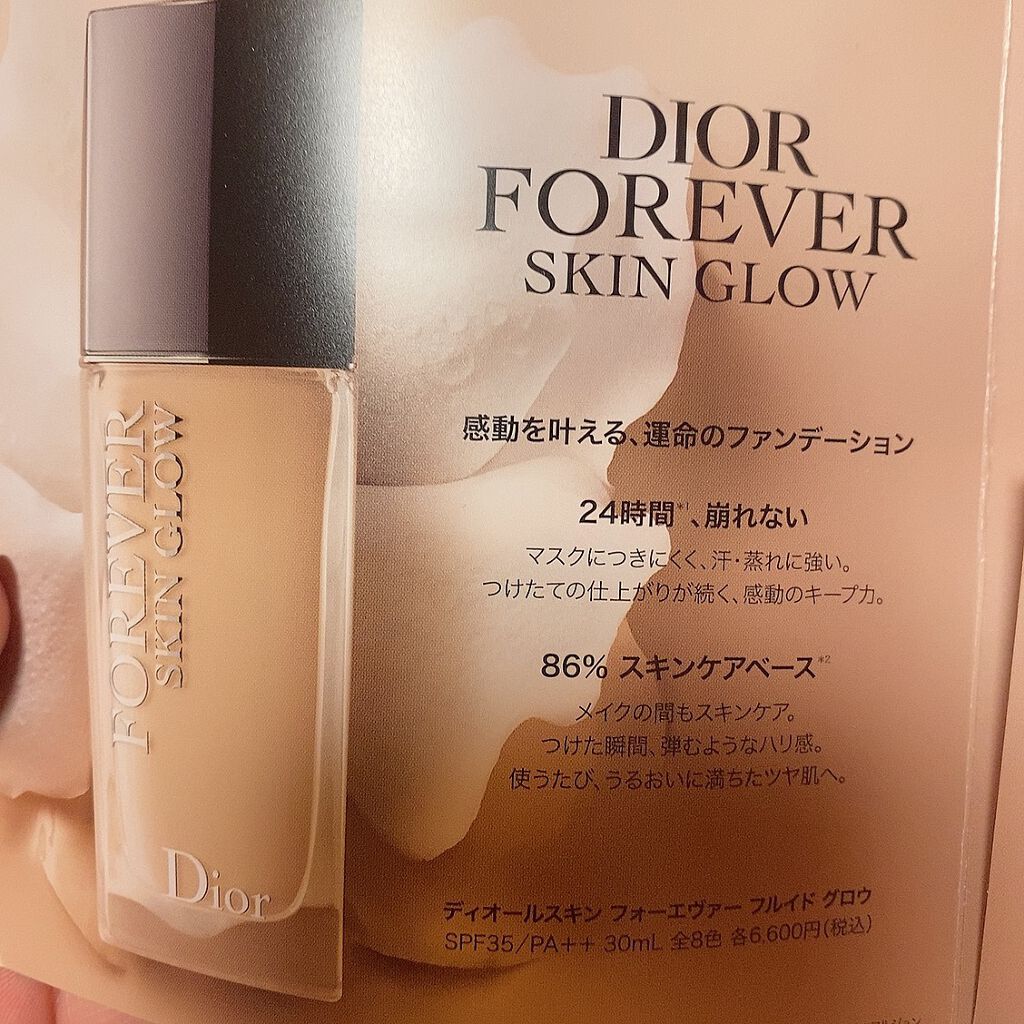 DIOR
FOREVER
SKIN GLOW
FOREVER
SKIN GLOW
Dior
感動を叶える、運命のファンデーション
24時間*1、崩れない
マスクにつきにくく、汗・蒸れに強い。
つけたての仕上がりが続く、感動のキープ力。
86% スキンケアベース*2
メイクの間もスキンケア。
つけた瞬間、弾むようなハリ感。
使うたび、うるおいに満ちたツヤ肌へ。
ディオールスキン フォーエヴァー フルイド グロウ
SPF35/PA++ 30mL 全8色 各6,600円(税込)